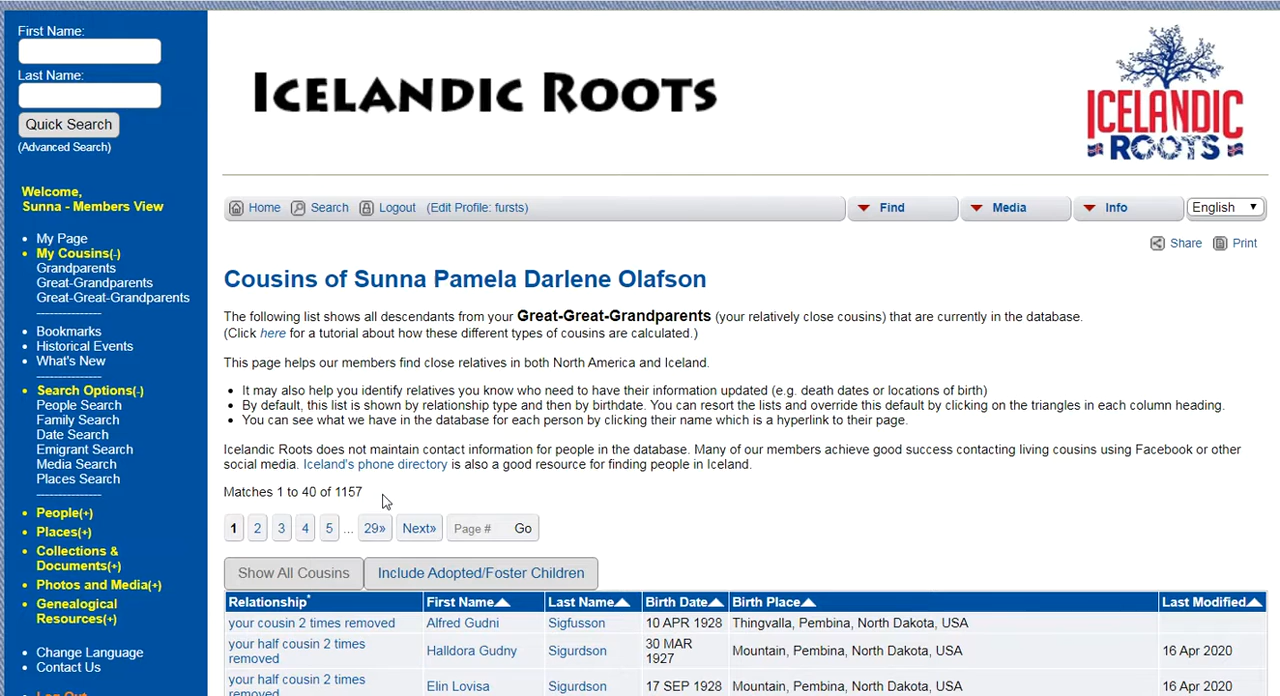 First Name:
Last Name:
Quick Search
(Advanced Search)
Welcome,
Sunna - Members View
My Page
My Cousins(-)
Grandparents
Great-Grandparents
Great-Great-Grandparents
Bookmarks
Historical Events
What's New
Search Options(-)
People Search
Family Search
Date Search
Emigrant Search
Media Search
Places Search
People(+)
Places(+)
Collections &
Documents(+)
Photos and Media(+)
Genealogical
Resources(+)
Change Language
Contact Us
Log Out
ICELANDIC ROOTS
ICELANDIC
ROOTS
Home Search Logout (Edit Profile: fursts) Find Media Info English
Share Print
Cousins of Sunna Pamela Darlene Olafson
The following list shows all descendants from your Great-Great-Grandparents (your relatively close cousins) that are currently in the database.
(Click here for a tutorial about how these different types of cousins are calculated.)
This page helps our members find close relatives in both North America and Iceland.
It may also help you identify relatives you know who need to have their information updated (e.g. death dates or locations of birth)
By default, this list is shown by relationship type and then by birthdate. You can resort the lists and override this default by clicking on the triangles in each column heading.
You can see what we have in the database for each person by clicking their name which is a hyperlink to their page.
Icelandic Roots does not maintain contact information for people in the database. Many of our members achieve good success contacting living cousins using Facebook or other
social media. Iceland's phone directory is also a good resource for finding people in Iceland.
Matches 1 to 40 of 1157
1 2 3 4 5 ... 29» Next» Page # Go
Show All Cousins Include Adopted/Foster Children
Relationship* First Name Last Name Birth Date Birth Place Last Modified
your cousin 2 times removed Alfred Gudni Sigfusson 10 APR 1928 Thingvalla, Pembina, North Dakota, USA
your half cousin 2 times
removed Halldora Gudny Sigurdson 30 MAR
1927 Mountain, Pembina, North Dakota, USA 16 Apr 2020
your half cousin 2 times
removed Elin Lovisa Sigurdson 17 SEP 1928 Mountain, Pembina, North Dakota, USA 16 Apr 2020